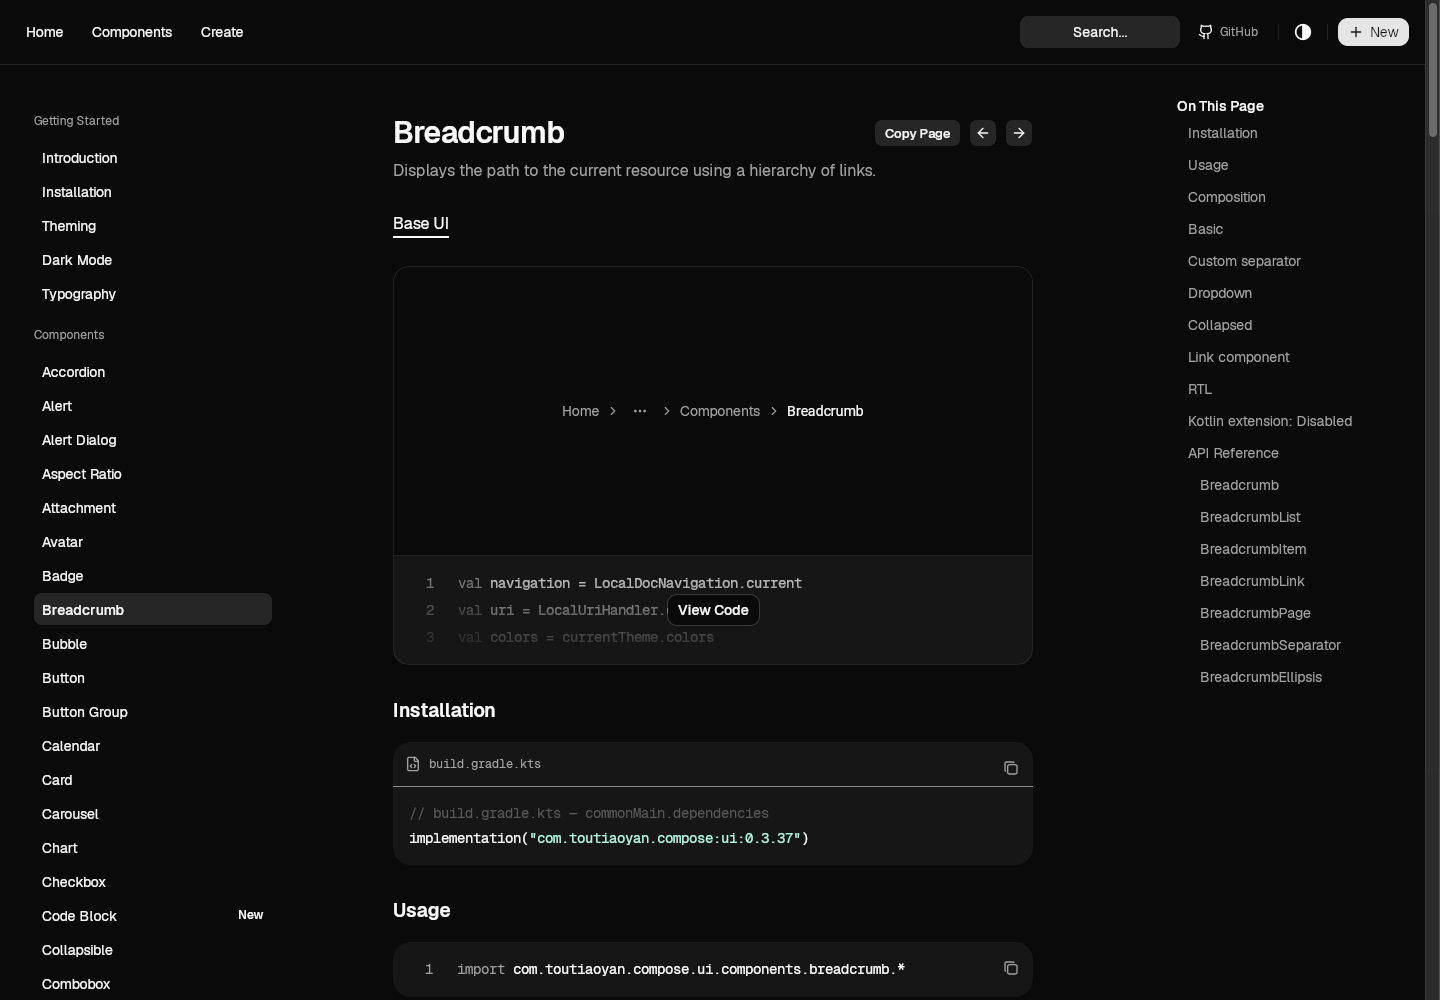 Home Components Create Search... GitHub New
Getting Started
Introduction
Installation
Theming
Dark Mode
Typography
Components
Accordion
Alert
Alert Dialog
Aspect Ratio
Attachment
Avatar
Badge
Breadcrumb
Bubble
Button
Button Group
Calendar
Card
Carousel
Chart
Checkbox
Code Block New
Collapsible
Combobox
Breadcrumb Copy Page
Displays the path to the current resource using a hierarchy of links.
Base UI
Home Components Breadcrumb
1 val navigation = LocalDocNavigation.current
2 val uri = LocalUriHandler.
View Code
3 val colors = currentTheme.colors
Installation
build.gradle.kts
// build.gradle.kts — commonMain.dependencies
implementation("com.toutiaoyan.compose:ui:0.3.37")
Usage
1 import com.toutiaoyan.compose.ui.components.breadcrumb.*
On This Page
Installation
Usage
Composition
Basic
Custom separator
Dropdown
Collapsed
Link component
RTL
Kotlin extension: Disabled
API Reference
Breadcrumb
BreadcrumbList
BreadcrumbItem
BreadcrumbLink
BreadcrumbPage
BreadcrumbSeparator
BreadcrumbEllipsis